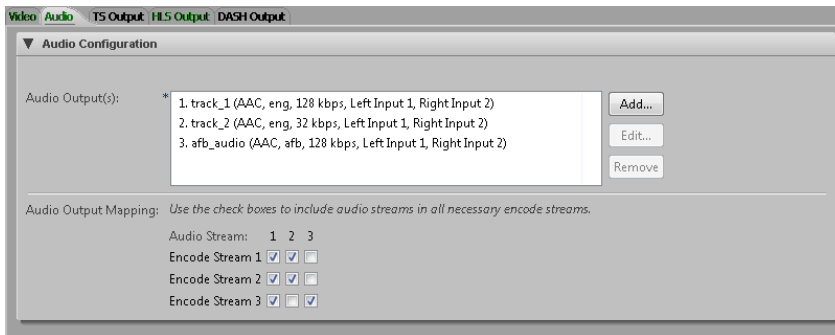 Video Audio TS Output HLS Output DASH Output
Audio Configuration
Audio Output(s): *
1. track_1 (AAC, eng, 128 kbps, Left Input 1, Right Input 2)
Add...
2. track_2 (AAC, eng, 32 kbps, Left Input 1, Right Input 2)
3. afb_audio (AAC, afb, 128 kbps, Left Input 1, Right Input 2)
Edit...
Remove
Audio Output Mapping: Use the check boxes to include audio streams in all necessary encode streams.
Audio Stream: 1 2 3
Encode Stream 1
Encode Stream 2
Encode Stream 3